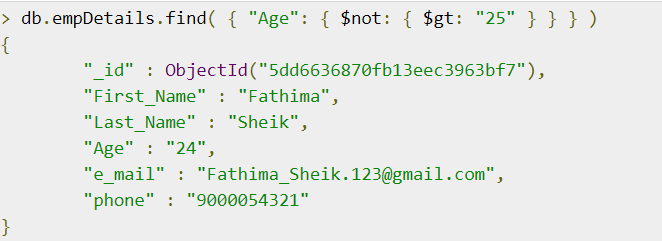 > db.empDetails.find( { "Age": { $not: { $gt: "25" } } } )
{
"_id" : ObjectId("5dd6636870fb13eec3963bf7"),
"First_Name" : "Fathima",
"Last_Name" : "Sheik",
"Age" : "24",
"e_mail" : "Fathima_Sheik.123@gmail.com",
"phone" : "9000054321"
}